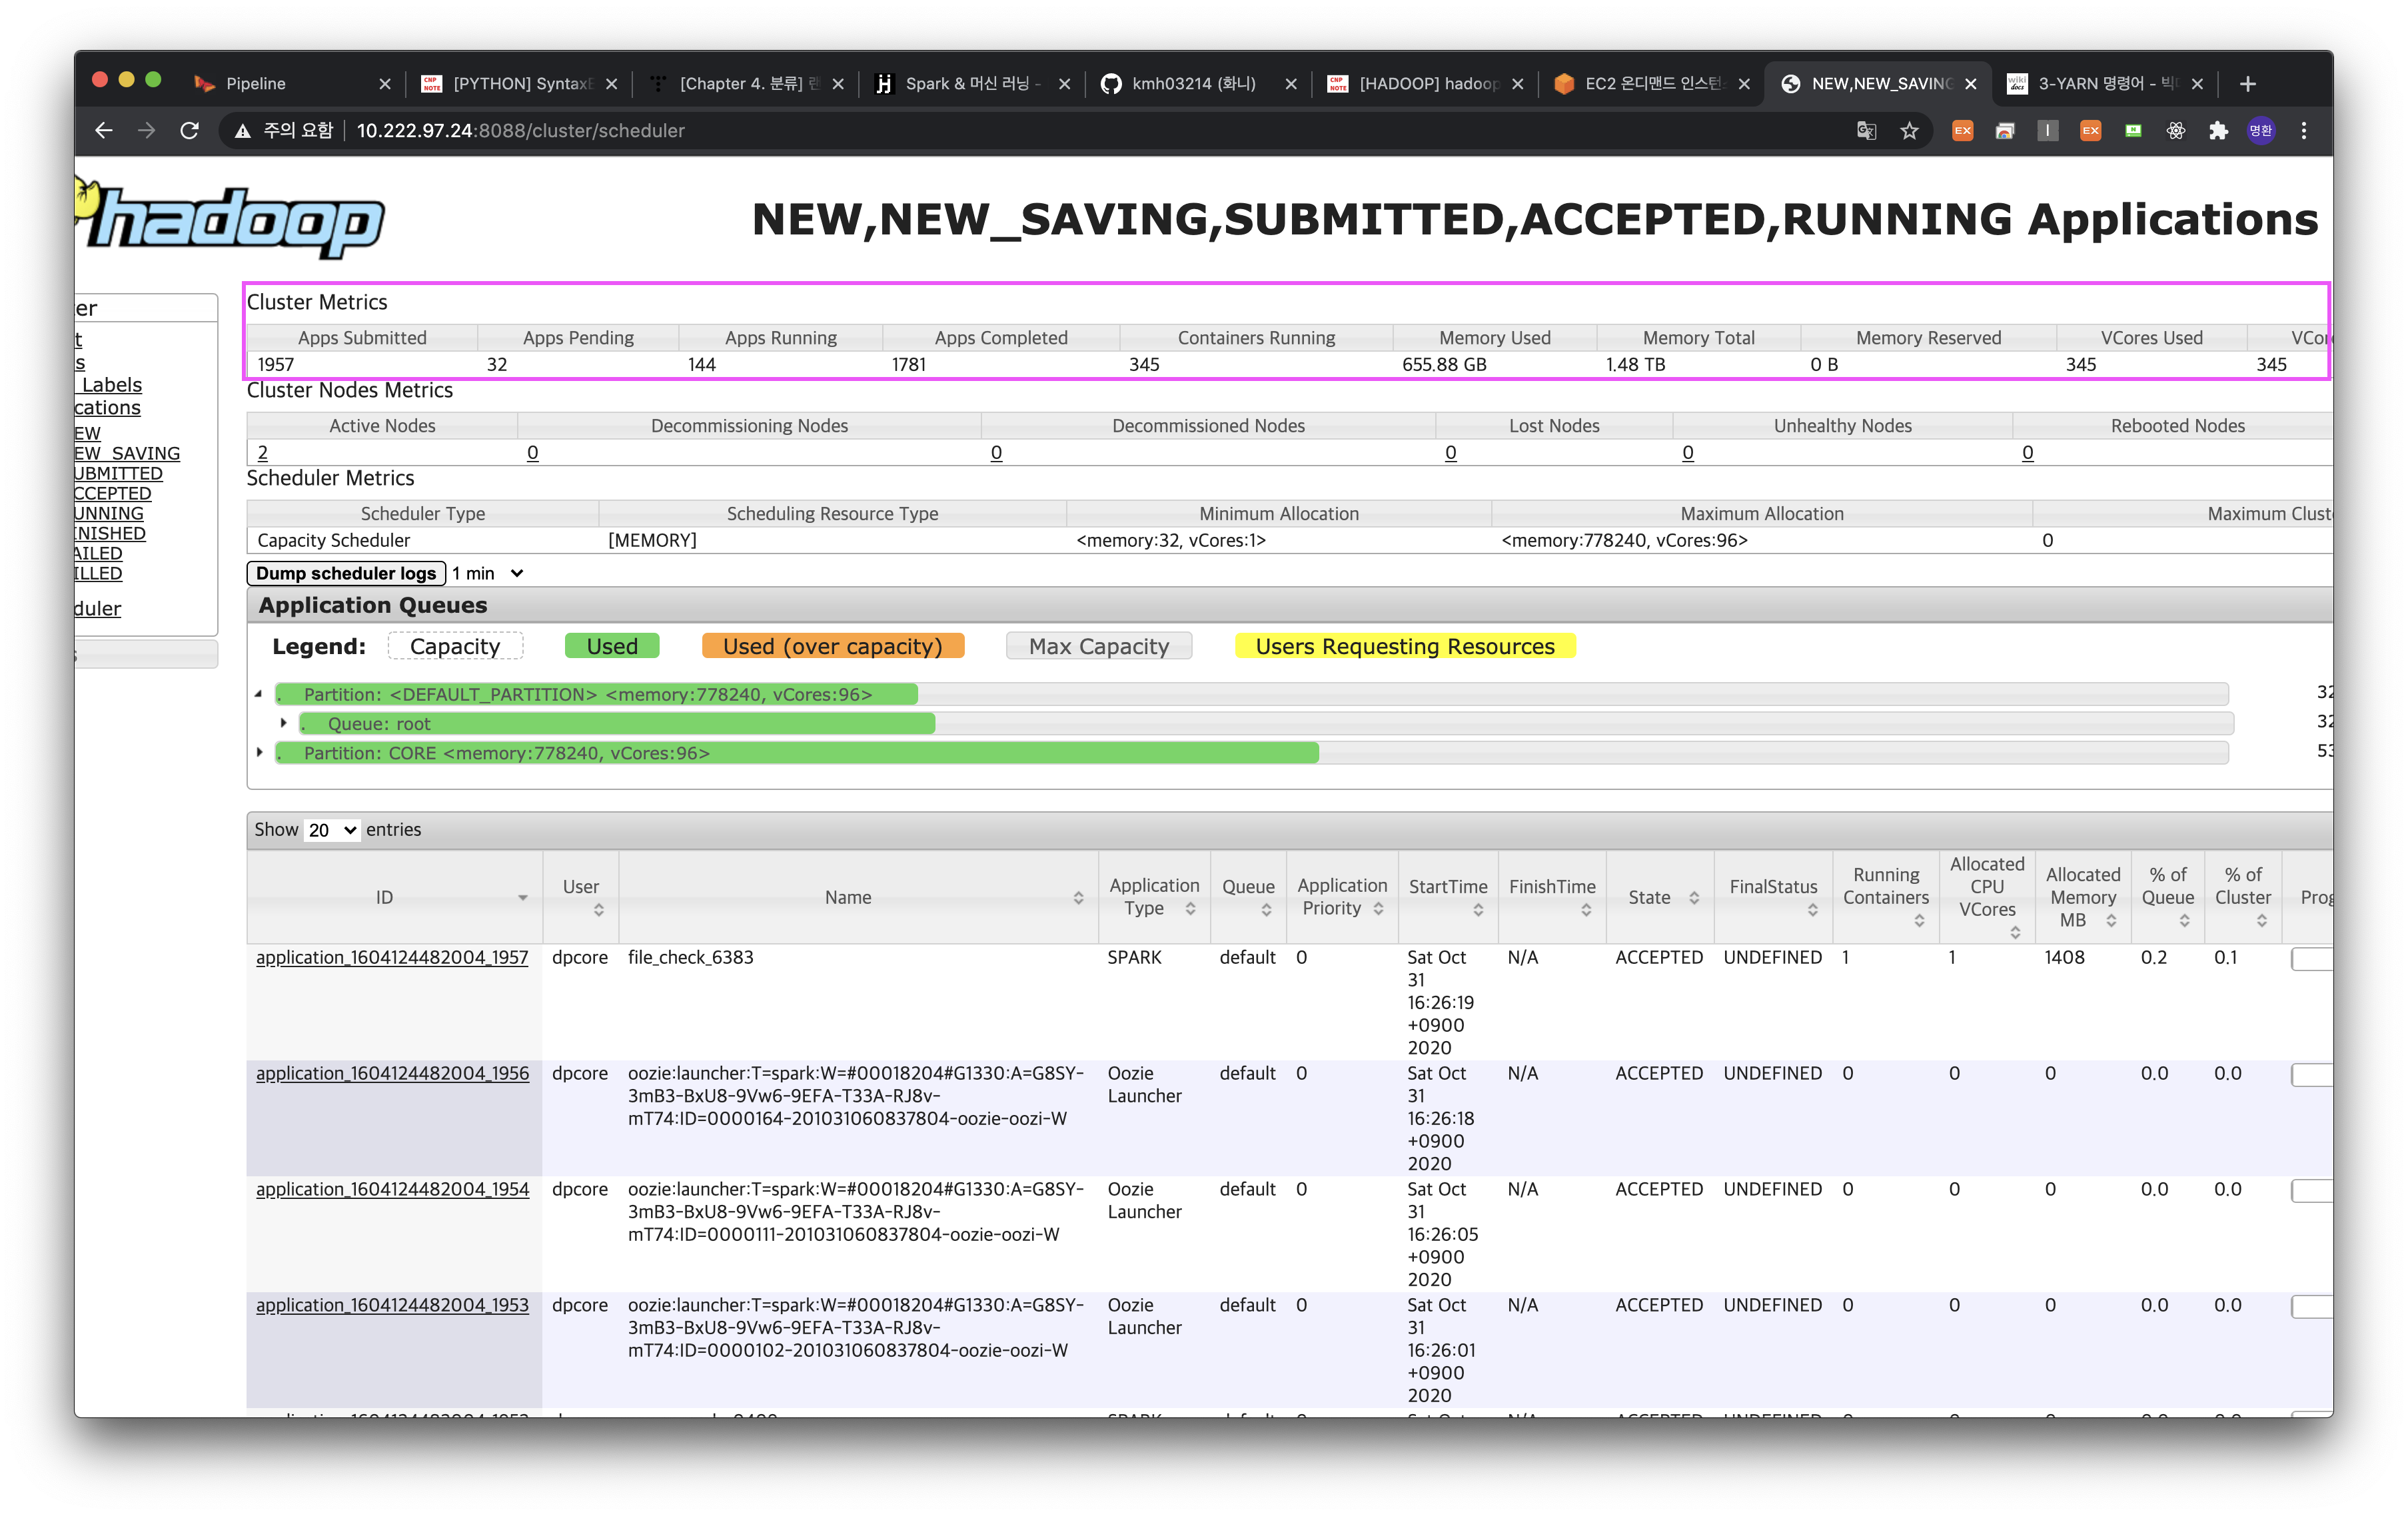 Pipeline
[PYTHON] SyntaxE
[Chapter 4. 분류]
Spark & 머신 러닝 -
kmh03214 (화니)
[HADOOP] hadoop
EC2 온디맨드 인스턴
NEW,NEW_SAVING
3-YARN 명령어 -
주의 요함
10.222.97.24:8088/cluster/scheduler
명환
hadoop
NEW,NEW_SAVING,SUBMITTED,ACCEPTED,RUNNING Applications
er
t
s
Labels
cations
EW
EW_SAVING
UBMITTED
CCEPTED
UNNING
INISHED
AILED
ILLED
duler
s
Cluster Metrics
Apps Submitted Apps Pending Apps Running Apps Completed Containers Running Memory Used Memory Total Memory Reserved VCores Used VCor
1957 32 144 1781 345 655.88 GB 1.48 TB 0 B 345 345
Cluster Nodes Metrics
Active Nodes Decommissioning Nodes Decommissioned Nodes Lost Nodes Unhealthy Nodes Rebooted Nodes
2 0 0 0 0 0
Scheduler Metrics
Scheduler Type Scheduling Resource Type Minimum Allocation Maximum Allocation Maximum Clust
Capacity Scheduler [MEMORY] <memory:32, vCores:1> <memory:778240, vCores:96> 0
Dump scheduler logs 1 min
Application Queues
Legend: Capacity Used Used (over capacity) Max Capacity Users Requesting Resources
. Partition: <DEFAULT_PARTITION> <memory:778240, vCores:96> 32
. Queue: root 32
. Partition: CORE <memory:778240, vCores:96> 53
Show 20 entries
ID
User
Name
Application
Type
Queue
Application
Priority
StartTime
FinishTime
State
FinalStatus
Running
Containers
Allocated
CPU
VCores
Allocated
Memory
MB
% of
Queue
% of
Cluster
Prog
application_1604124482004_1957 dpcore file_check_6383 SPARK default 0 Sat Oct N/A ACCEPTED UNDEFINED 1 1 1408 0.2 0.1
31
16:26:19
+0900
2020
application_1604124482004_1956 dpcore oozie:launcher:T=spark:W=#00018204#G1330:A=G8SY- Oozie default 0 Sat Oct N/A ACCEPTED UNDEFINED 0 0 0 0.0 0.0
3mB3-BxU8-9Vw6-9EFA-T33A-RJ8v- Launcher 31
mT74:ID=0000164-201031060837804-oozie-oozi-W 16:26:18
+0900
2020
application_1604124482004_1954 dpcore oozie:launcher:T=spark:W=#00018204#G1330:A=G8SY- Oozie default 0 Sat Oct N/A ACCEPTED UNDEFINED 0 0 0 0.0 0.0
3mB3-BxU8-9Vw6-9EFA-T33A-RJ8v- Launcher 31
mT74:ID=0000111-201031060837804-oozie-oozi-W 16:26:05
+0900
2020
application_1604124482004_1953 dpcore oozie:launcher:T=spark:W=#00018204#G1330:A=G8SY- Oozie default 0 Sat Oct N/A ACCEPTED UNDEFINED 0 0 0 0.0 0.0
3mB3-BxU8-9Vw6-9EFA-T33A-RJ8v- Launcher 31
mT74:ID=0000102-201031060837804-oozie-oozi-W 16:26:01
+0900
2020